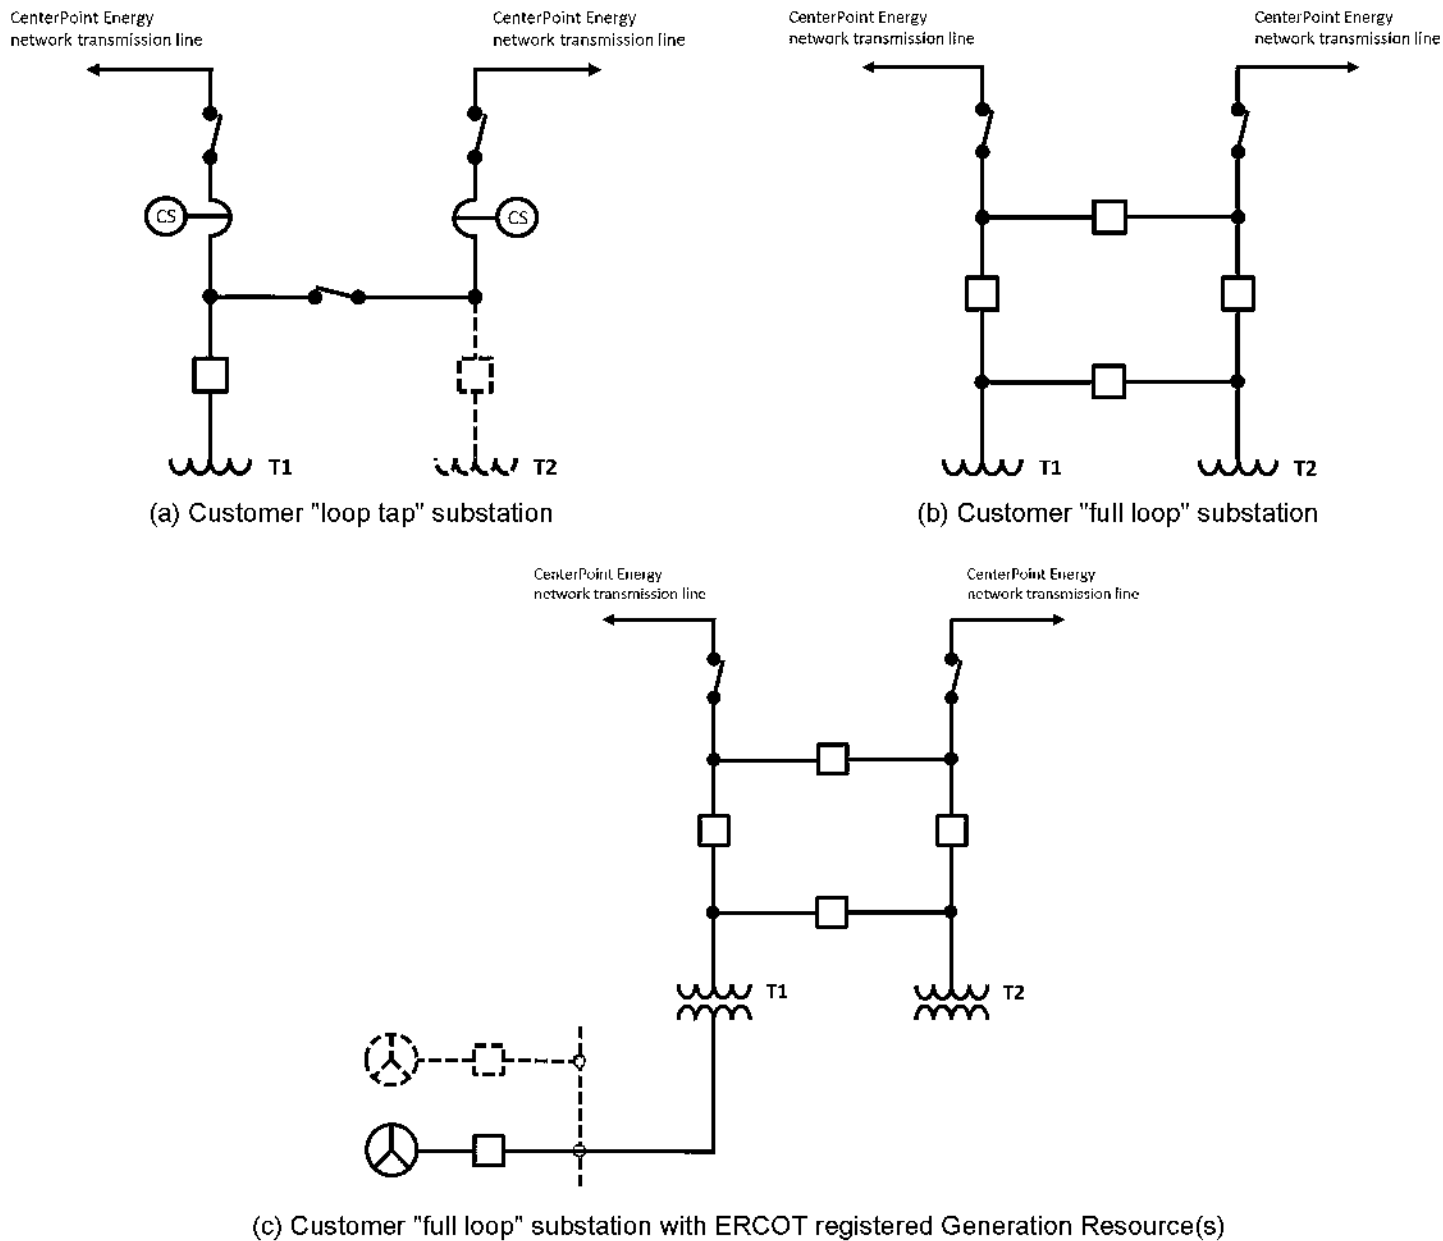 CenterPoint Energy
network transmission line
CenterPoint Energy
network transmission line
CS
CS
T1
T2
(a) Customer "loop tap" substation
CenterPoint Energy
network transmission line
CenterPoint Energy
network transmission line
T1
T2
(b) Customer "full loop" substation
CenterPoint Energy
network transmission line
CenterPoint Energy
network transmission line
T1
T2
(c) Customer "full loop" substation with ERCOT registered Generation Resource(s)